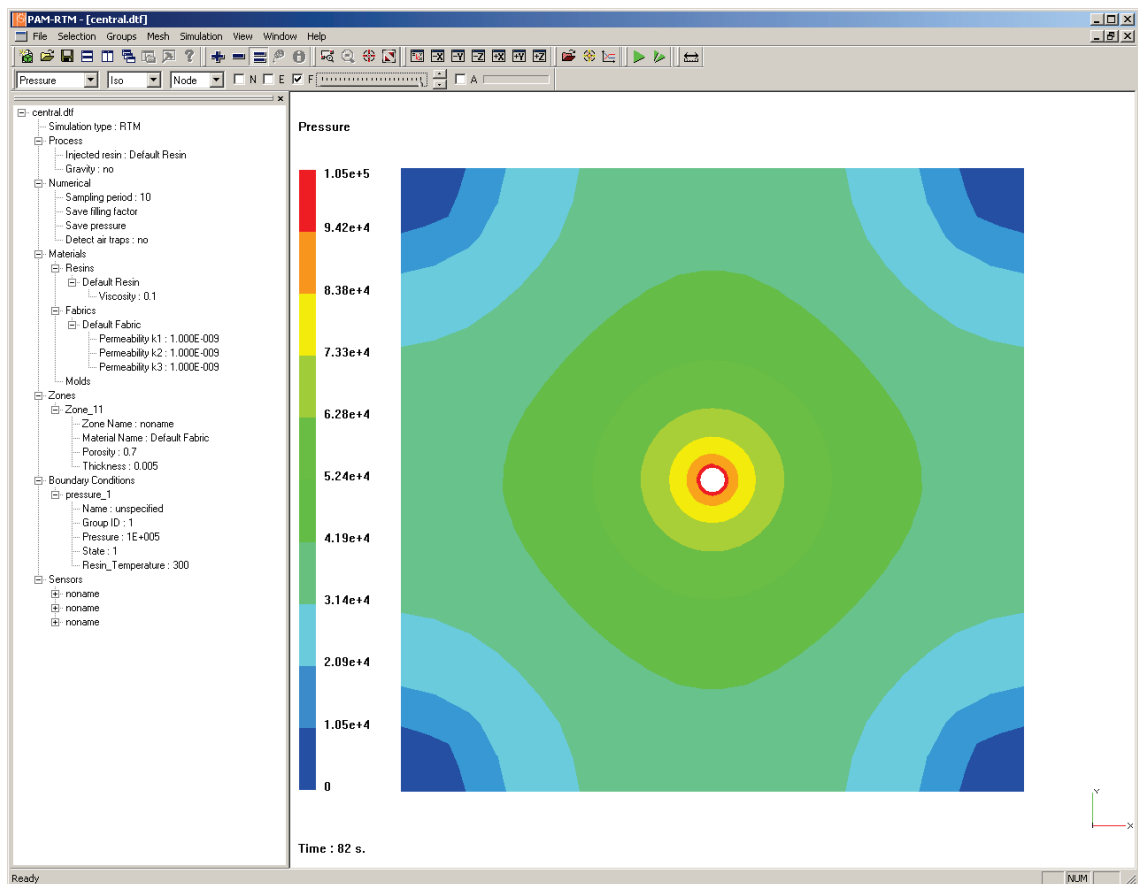 PAM-RTM - [central.dtf]
File Selection Groups Mesh Simulation View Window Help
Pressure Iso Node N E F A
central.dtf
Simulation type : RTM
Process
Injected resin : Default Resin
Gravity : no
Numerical
Sampling period : 10
Save filling factor
Save pressure
Detect air traps : no
Materials
Resins
Default Resin
Viscosity : 0.1
Fabrics
Default Fabric
Permeability k1 : 1.000E-009
Permeability k2 : 1.000E-009
Permeability k3 : 1.000E-009
Molds
Zones
Zone_11
Zone Name : noname
Material Name : Default Fabric
Porosity : 0.7
Thickness : 0.005
Boundary Conditions
pressure_1
Name : unspecified
Group ID : 1
Pressure : 1E+005
State : 1
Resin_Temperature : 300
Sensors
noname
noname
noname
Pressure
1.05e+5
9.42e+4
8.38e+4
7.33e+4
6.28e+4
5.24e+4
4.19e+4
3.14e+4
2.09e+4
1.05e+4
0
Y
X
Time : 82 s.
Ready
NUM